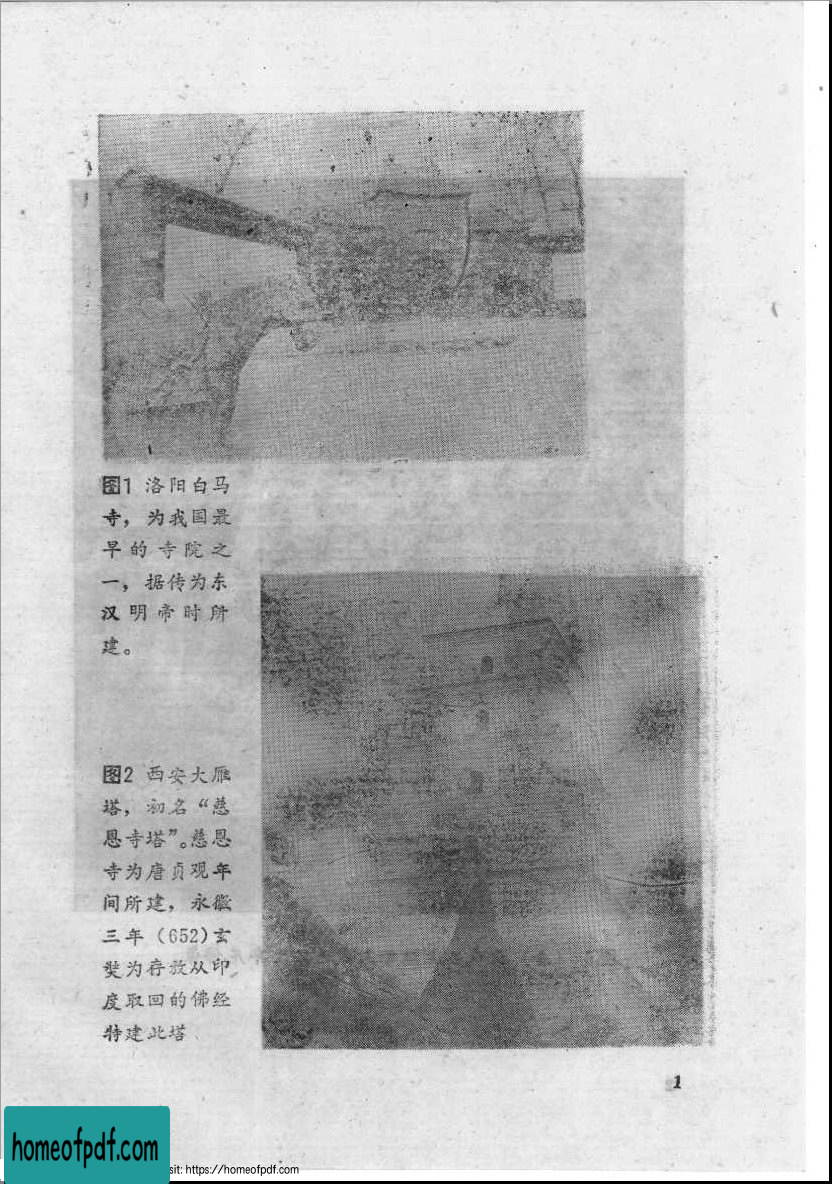 图1 洛阳白马
寺，为我国最
早的寺院之
一，据传为东
汉明帝时所
建。
图2 西安大雁
塔，初名“慈
恩寺塔”。慈恩
寺为唐贞观年
间所建，永徽
三年（652）玄
奘为存放从印
度取回的佛经
特建此塔
1
homeofpdf.com
sit: https://homeofpdf.com